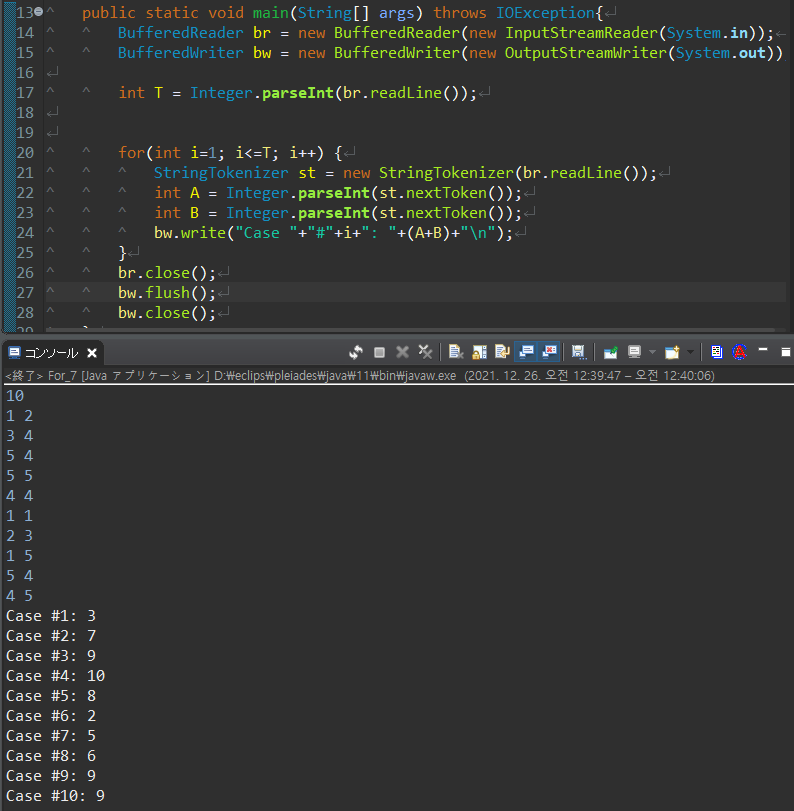 13 public static void main(String[] args) throws IOException{
14 BufferedReader br = new BufferedReader(new InputStreamReader(System.in));
15 BufferedWriter bw = new BufferedWriter(new OutputStreamWriter(System.out))
16
17 int T = Integer.parseInt(br.readLine());
18
19
20 for(int i=1; i<=T; i++) {
21 StringTokenizer st = new StringTokenizer(br.readLine());
22 int A = Integer.parseInt(st.nextToken());
23 int B = Integer.parseInt(st.nextToken());
24 bw.write("Case "+"#"+i+": "+(A+B)+"\n");
25 }
26 br.close();
27 bw.flush();
28 bw.close();
29 }
コンソール
<終了> For_7 [Java アプリケーション] D:₩eclips₩pleiades₩java₩11₩bin₩javaw.exe (2021. 12. 26. 오전 12:39:47 – 오전 12:40:06)
10
1 2
3 4
5 4
5 5
4 4
1 1
2 3
1 5
5 4
4 5
Case #1: 3
Case #2: 7
Case #3: 9
Case #4: 10
Case #5: 8
Case #6: 2
Case #7: 5
Case #8: 6
Case #9: 9
Case #10: 9